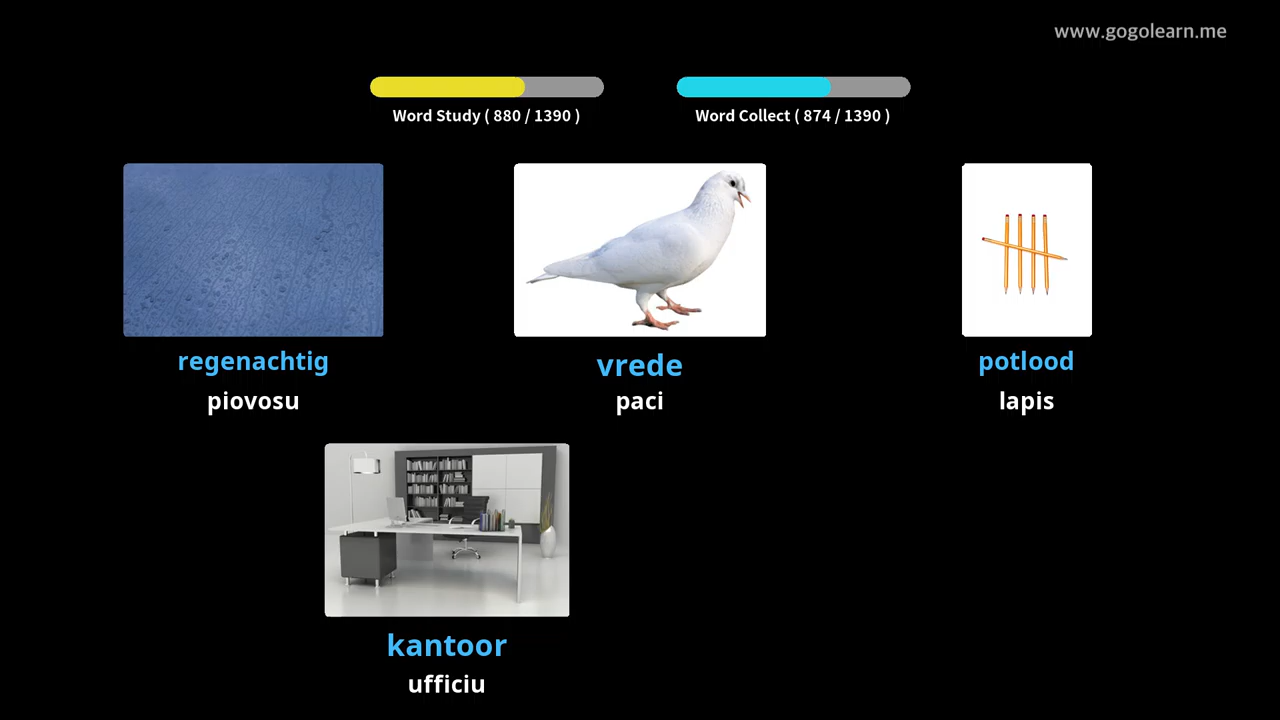 www.gogolearn.me
Word Study ( 880 / 1390 )
Word Collect ( 874 / 1390 )
regenachtig
piovosu
vrede
paci
potlood
lapis
kantoor
ufficiu